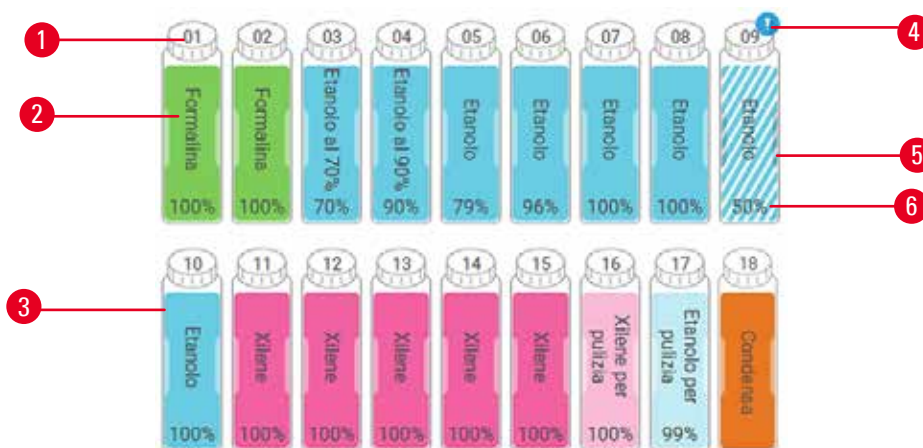 1
01
02
03
04
05
06
07
08
09
4
2
Formalina
Formalina
Etanolo al 70%
Etanolo al 90%
Etanolo
Etanolo
Etanolo
Etanolo
Etanolo
5
100%
100%
70%
90%
79%
96%
100%
100%
50%
6
10
11
12
13
14
15
16
17
18
3
Etanolo
Xilene
Xilene
Xilene
Xilene
Xilene
Xilene per
pulizia
Etanolo per
pulizia
Condensa
100%
100%
100%
100%
100%
100%
100%
99%